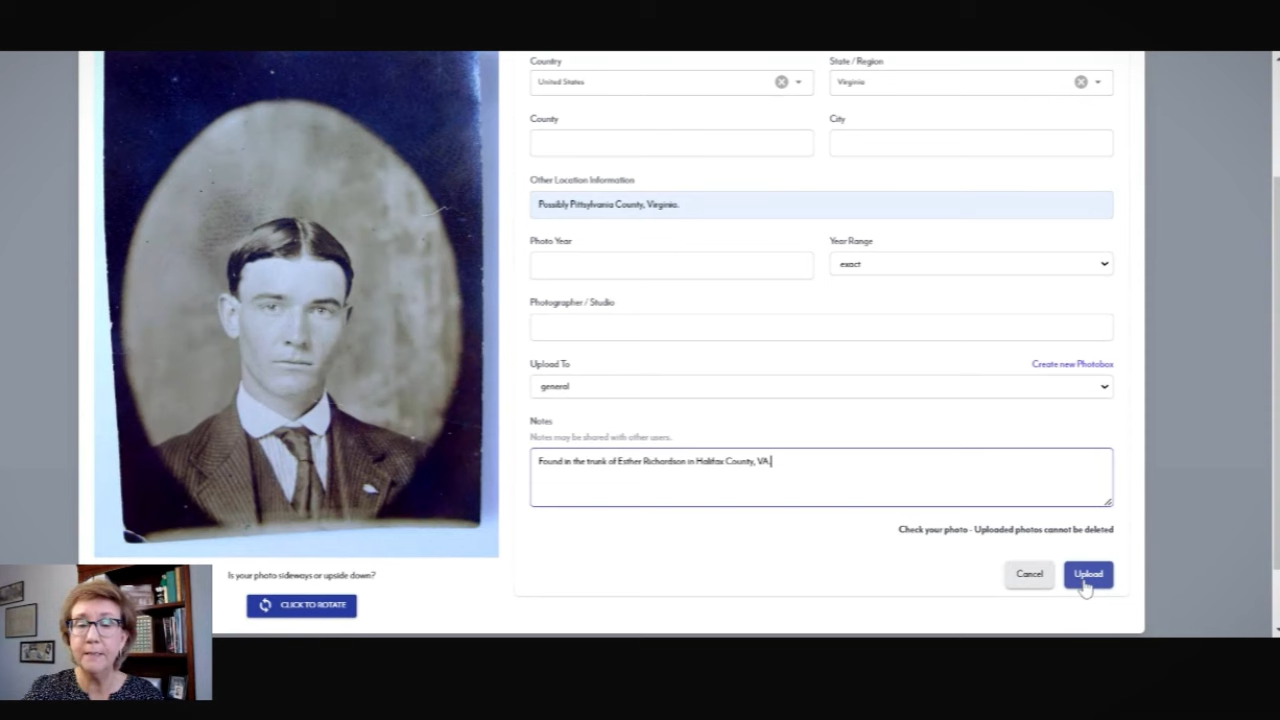 Country
State / Region
United States
Virginia
County
City
Other Location Information
Possibly Pittsylvania County, Virginia.
Photo Year
Year Range
exact
Photographer / Studio
Upload To
Create new Photobox
general
Notes
Notes may be shared with other users.
Found in the trunk of Esther Richardson in Halifax County, VA
Check your photo - Uploaded photos cannot be deleted
Is your photo sideways or upside down?
Cancel
Upload
CLICK TO ROTATE